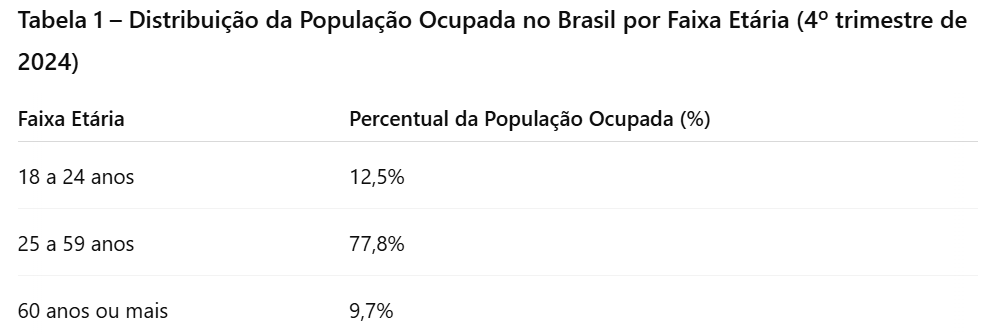 Tabela 1 – Distribuição da População Ocupada no Brasil por Faixa Etária (4º trimestre de
2024)
Faixa Etária Percentual da População Ocupada (%)
18 a 24 anos 12,5%
25 a 59 anos 77,8%
60 anos ou mais 9,7%